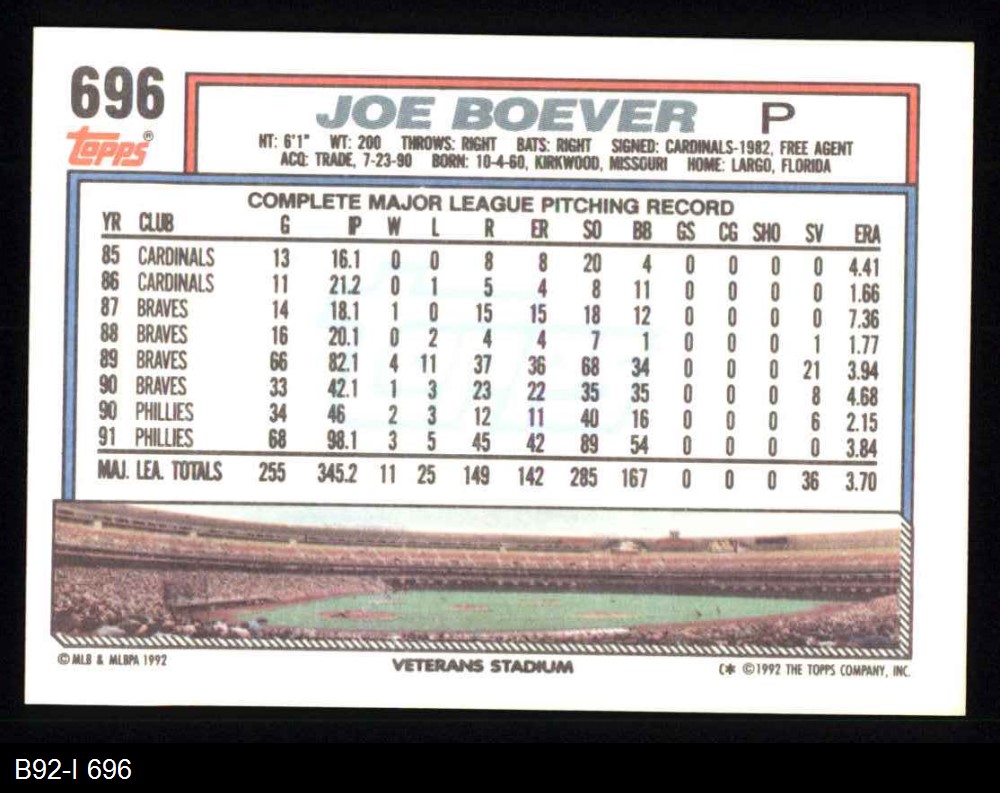 696
Topps®
JOE BOEVER P
HT: 6'1" WT: 200 THROWS: RIGHT BATS: RIGHT SIGNED: CARDINALS-1982, FREE AGENT
ACQ: TRADE, 7-23-90 BORN: 10-4-60, KIRKWOOD, MISSOURI HOME: LARGO, FLORIDA
COMPLETE MAJOR LEAGUE PITCHING RECORD
YR CLUB G IP W L R ER SO BB GS CG SHO SV ERA
85 CARDINALS 13 16.1 0 0 8 8 20 4 0 0 0 0 4.41
86 CARDINALS 11 21.2 0 1 5 4 8 11 0 0 0 0 1.66
87 BRAVES 14 18.1 1 0 15 15 18 12 0 0 0 0 7.36
88 BRAVES 16 20.1 0 2 4 4 7 1 0 0 0 1 1.77
89 BRAVES 66 82.1 4 11 37 36 68 34 0 0 0 21 3.94
90 BRAVES 33 42.1 1 3 23 22 35 35 0 0 0 8 4.68
90 PHILLIES 34 46 2 3 12 11 40 16 0 0 0 6 2.15
91 PHILLIES 68 98.1 3 5 45 42 89 54 0 0 0 0 3.84
MAJ. LEA. TOTALS 255 345.2 11 25 149 142 285 167 0 0 0 36 3.70
© MLB & MLBPA 1992
VETERANS STADIUM
C* ©1992 THE TOPPS COMPANY, INC.
B92-I 696